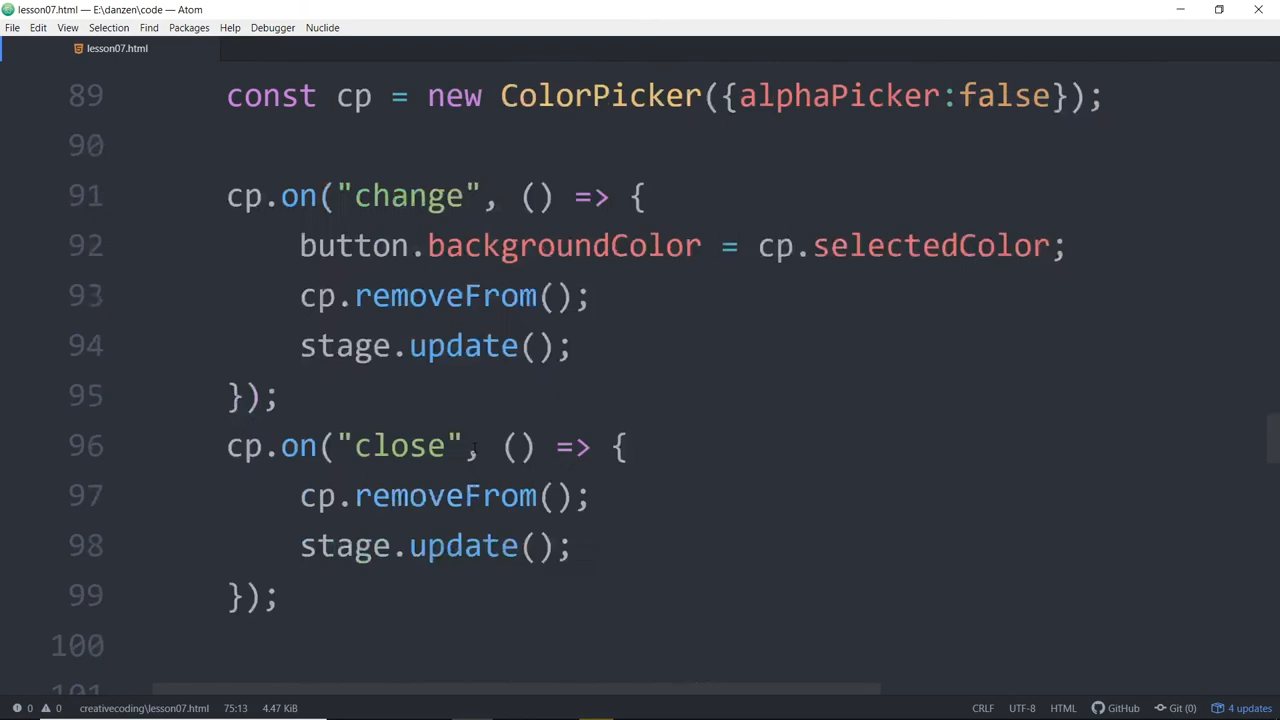 lesson07.html — E:\danzen\code — Atom
File Edit View Selection Find Packages Help Debugger Nuclide
lesson07.html
89 const cp = new ColorPicker({alphaPicker:false});
90
91 cp.on("change", () => {
92 button.backgroundColor = cp.selectedColor;
93 cp.removeFrom();
94 stage.update();
95 });
96 cp.on("close", () => {
97 cp.removeFrom();
98 stage.update();
99 });
100
101
0 0 creativecoding\lesson07.html 75:13 4.47 KiB CRLF UTF-8 HTML GitHub Git (0) 4 updates